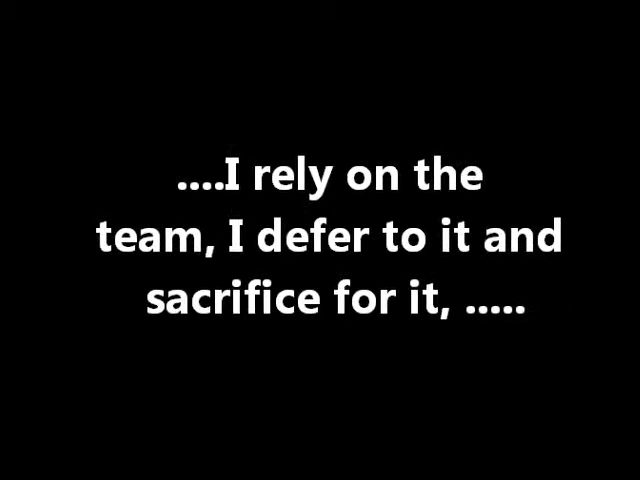 ....I rely on the
team, I defer to it and
sacrifice for it, .....